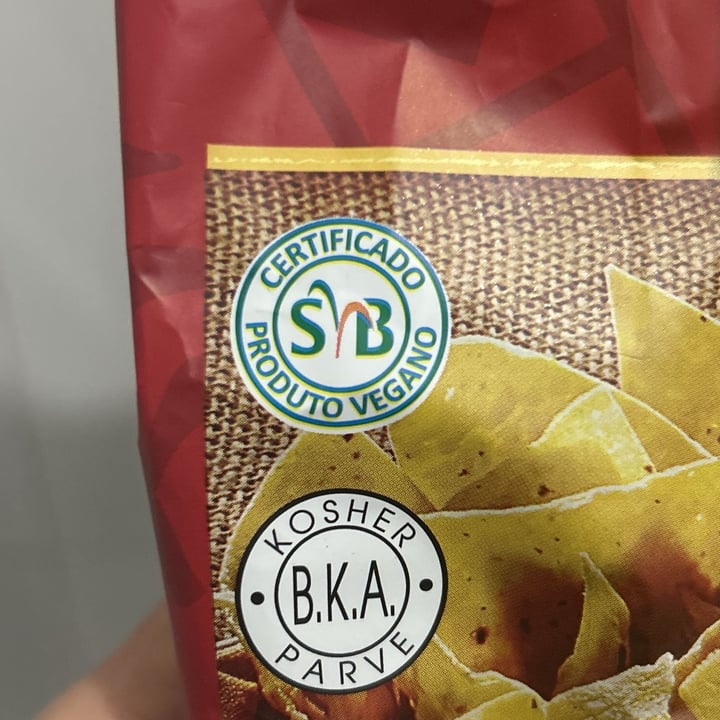 CERTIFICADO
SVB
PRODUTO VEGANO
KOSHER
B.K.A.
PARVE